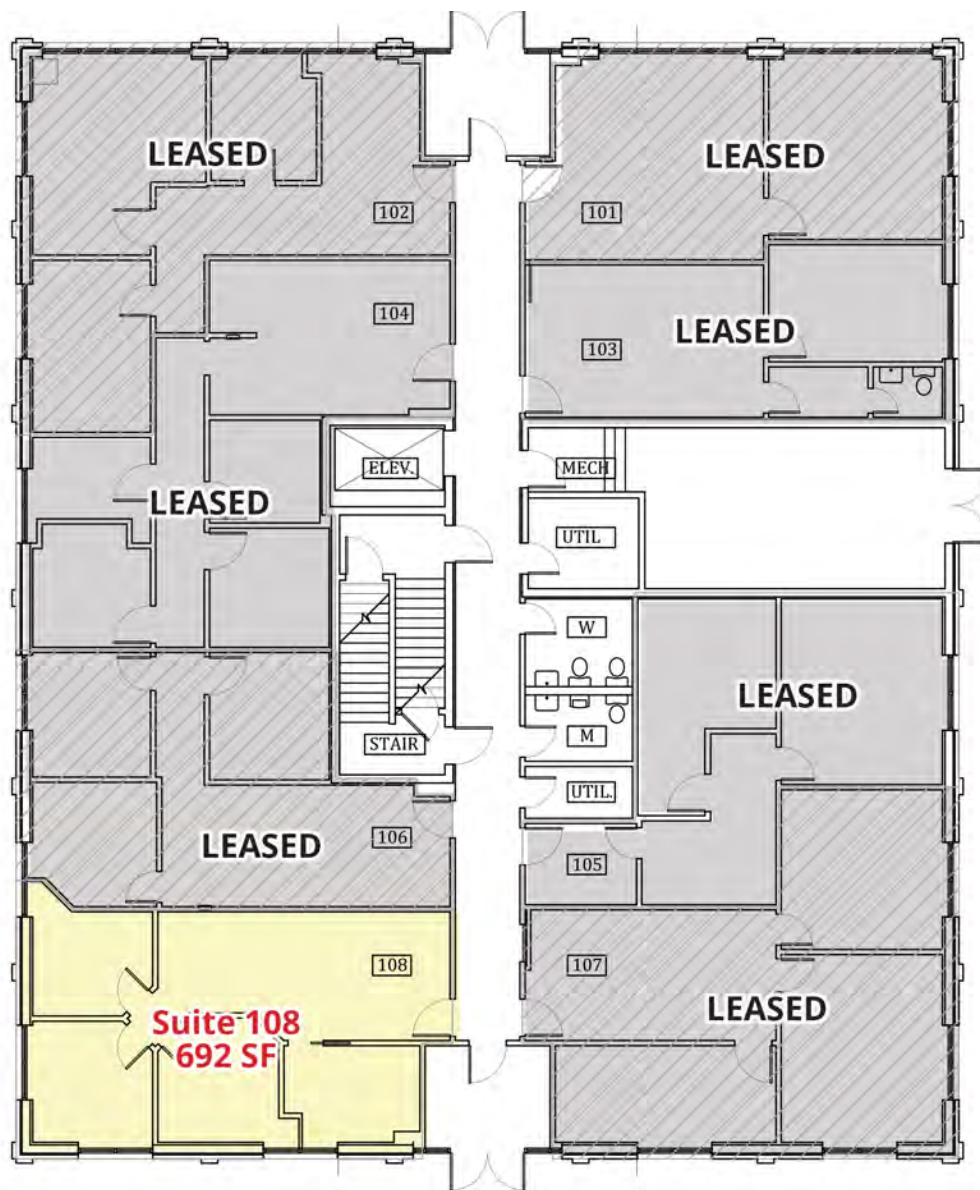 LEASED
LEASED
102
101
104
LEASED
103
ELEV.
MECH
LEASED
UTIL
W
LEASED
STAIR
M
UTIL.
LEASED
106
105
108
107
Suite 108
692 SF
LEASED